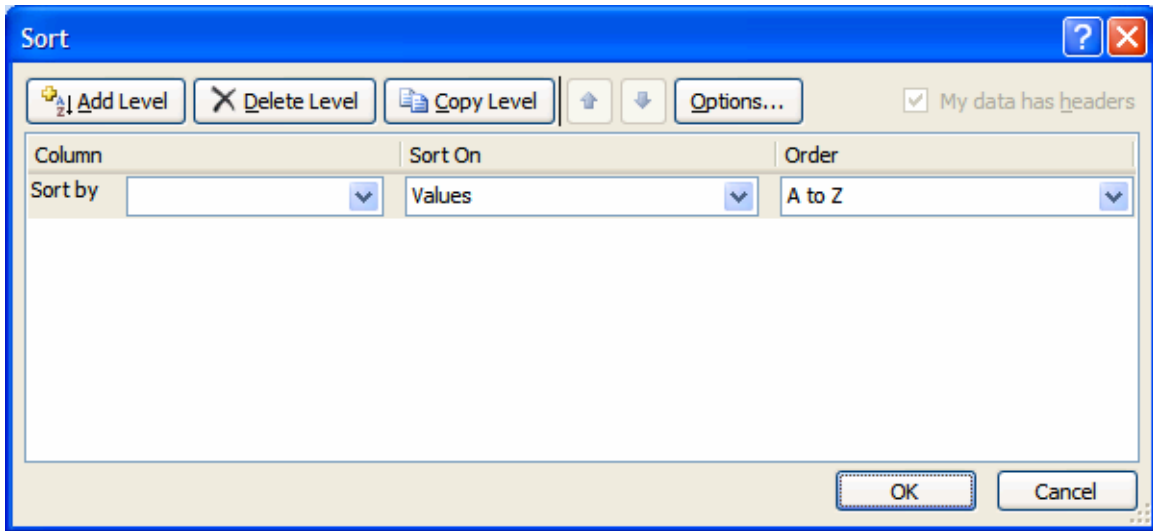 Sort
Add Level Delete Level Copy Level Options... My data has headers
Column Sort On Order
Sort by Values A to Z
OK Cancel